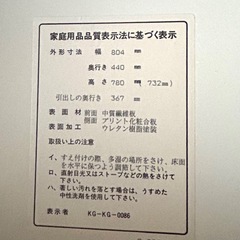 家庭用品品質表示法に基づく表示
外形寸法 幅 804 mm
奥行き 440 mm
高さ 780 mm (732mm)
引出しの奥行き 367 mm
表面材 前面 中質繊維板
側面 プリント化粧合板
表面加工 ウレタン樹脂塗装
取扱い上の注意
イ、すえ付けの際、多湿の場所をさけ、床面
を水平に保つようにして下さい。
ロ、直射日光又はストーブなどの熱をさけて
下さい。
ハ、著しい汚れを落とす場合は、うすめた
中性洗剤を使用して下さい。
表示者 KG-KG-0086